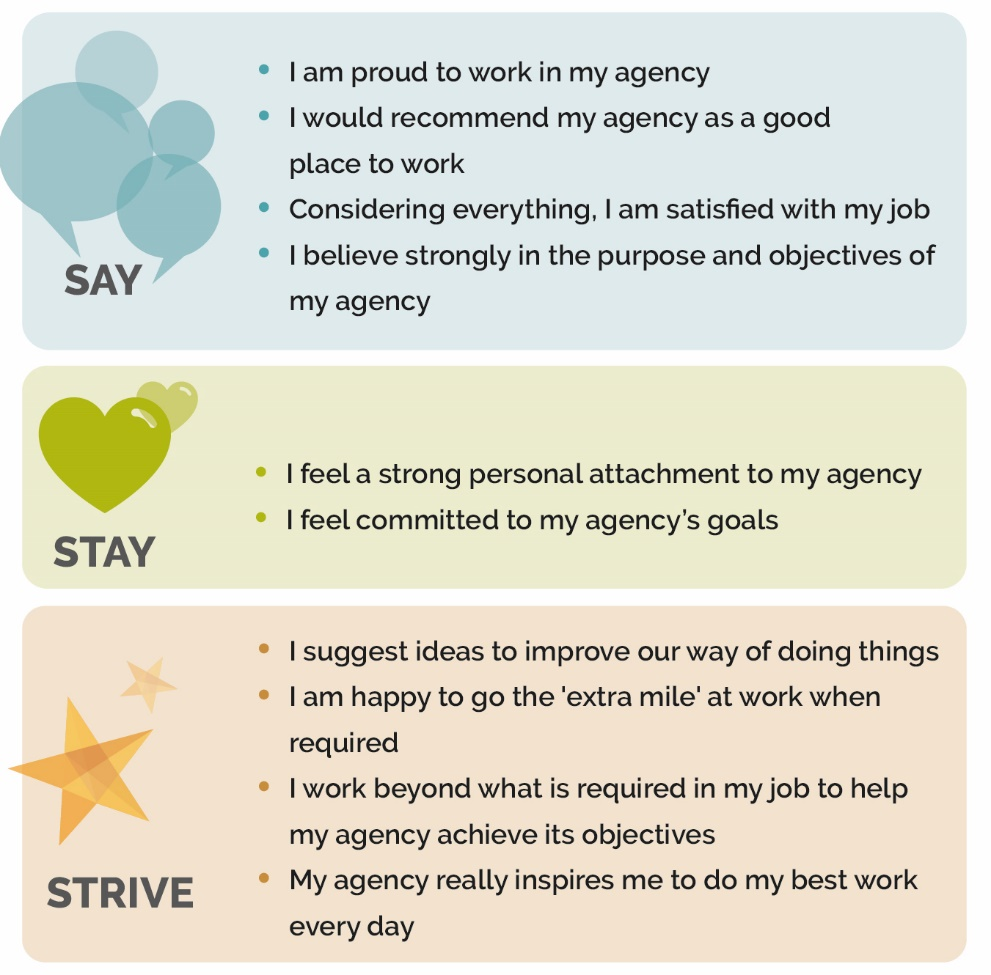 I am proud to work in my agency
I would recommend my agency as a good
place to work
Considering everything, I am satisfied with my job
I believe strongly in the purpose and objectives of
my agency
SAY
I feel a strong personal attachment to my agency
I feel committed to my agency's goals
STAY
I suggest ideas to improve our way of doing things
I am happy to go the 'extra mile' at work when
required
I work beyond what is required in my job to help
my agency achieve its objectives
My agency really inspires me to do my best work
every day
STRIVE